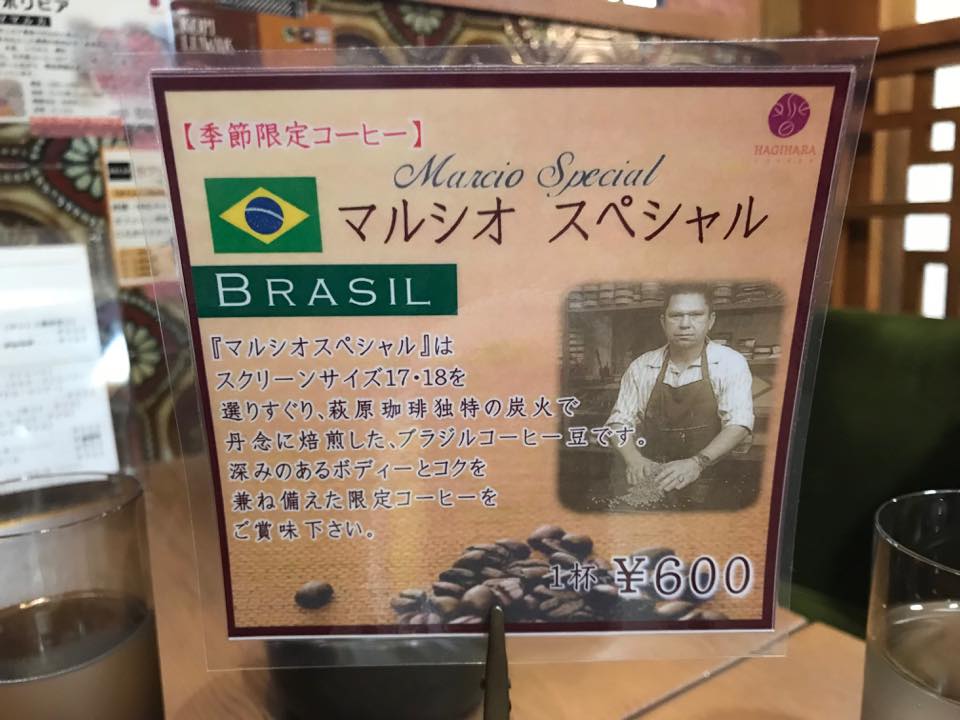 【季節限定コーヒー】
HAGIHARA
Marcio Special
マルシオ スペシャル
BRASIL
『マルシオスペシャル』は
スクリーンサイズ17・18を
選りすぐり、萩原珈琲独特の炭火で
丹念に焙煎した、ブラジルコーヒー豆です。
深みのあるボディーとコクを
兼ね備えた限定コーヒーを
ご賞味下さい。
1杯 ¥600